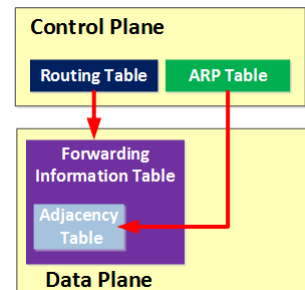 Control Plane
Routing Table
ARP Table
Forwarding
Information Table
Adjacency
Table
Data Plane